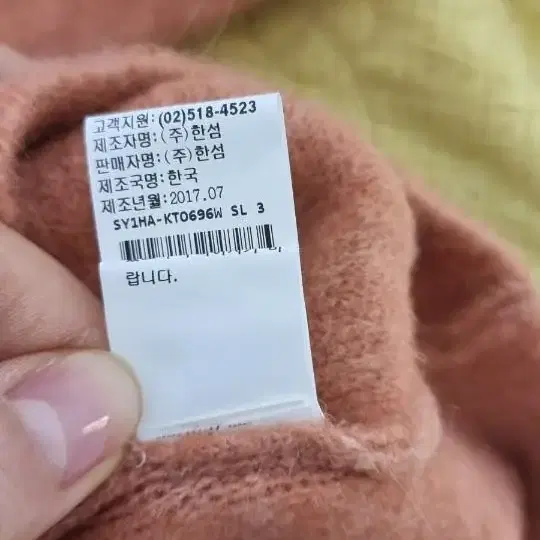 고객지원: (02)518-4523
제조자명: (주)한섬
판매자명: (주)한섬
제조국명: 한국
제조년월: 2017.07
SY1HA-KTO696W SL 3
랍니다.